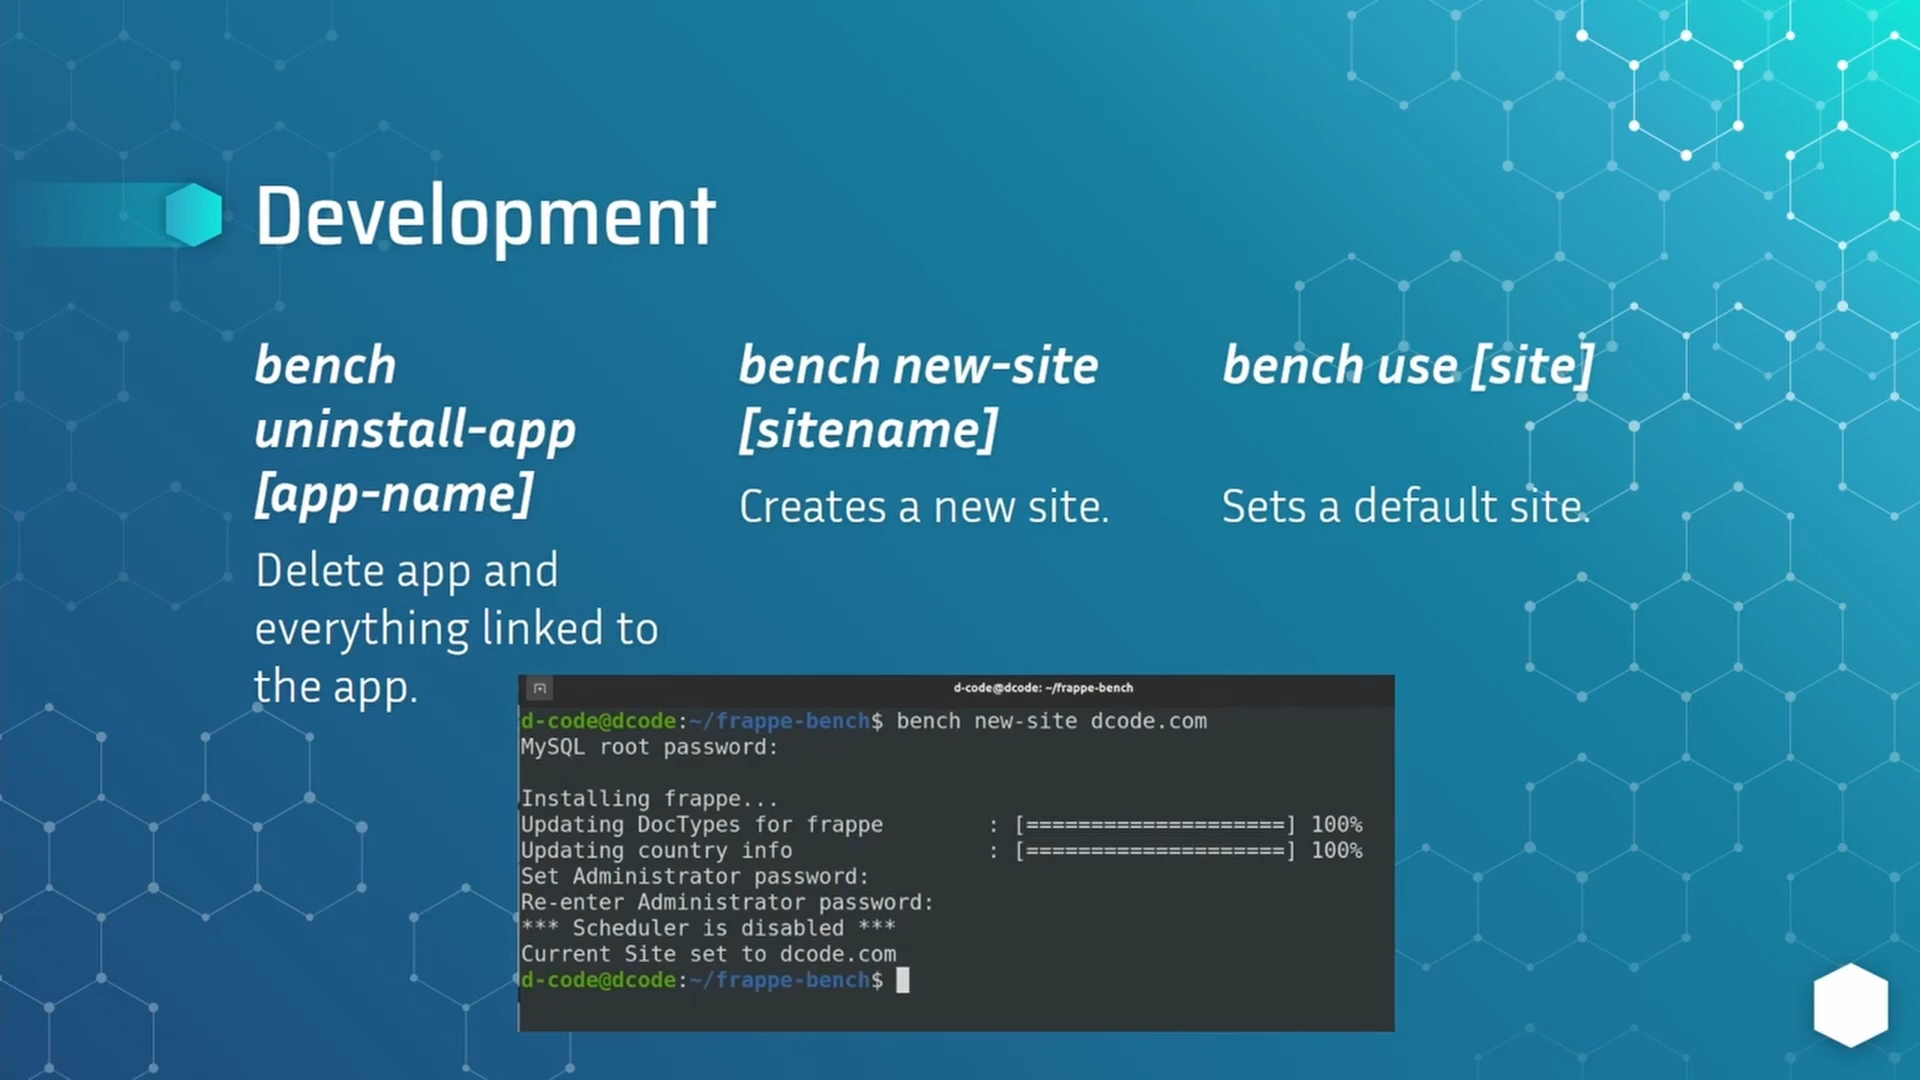 Development
bench
uninstall-app
[app-name]
Delete app and
everything linked to
the app.
bench new-site
[sitename]
Creates a new site.
bench use [site]
Sets a default site.
d-code@dcode: ~/frappe-bench
d-code@dcode:~/frappe-bench$ bench new-site dcode.com
MySQL root password:
Installing frappe...
Updating DocTypes for frappe        : [====================] 100%
Updating country info               : [====================] 100%
Set Administrator password:
Re-enter Administrator password:
*** Scheduler is disabled ***
Current Site set to dcode.com
d-code@dcode:~/frappe-bench$